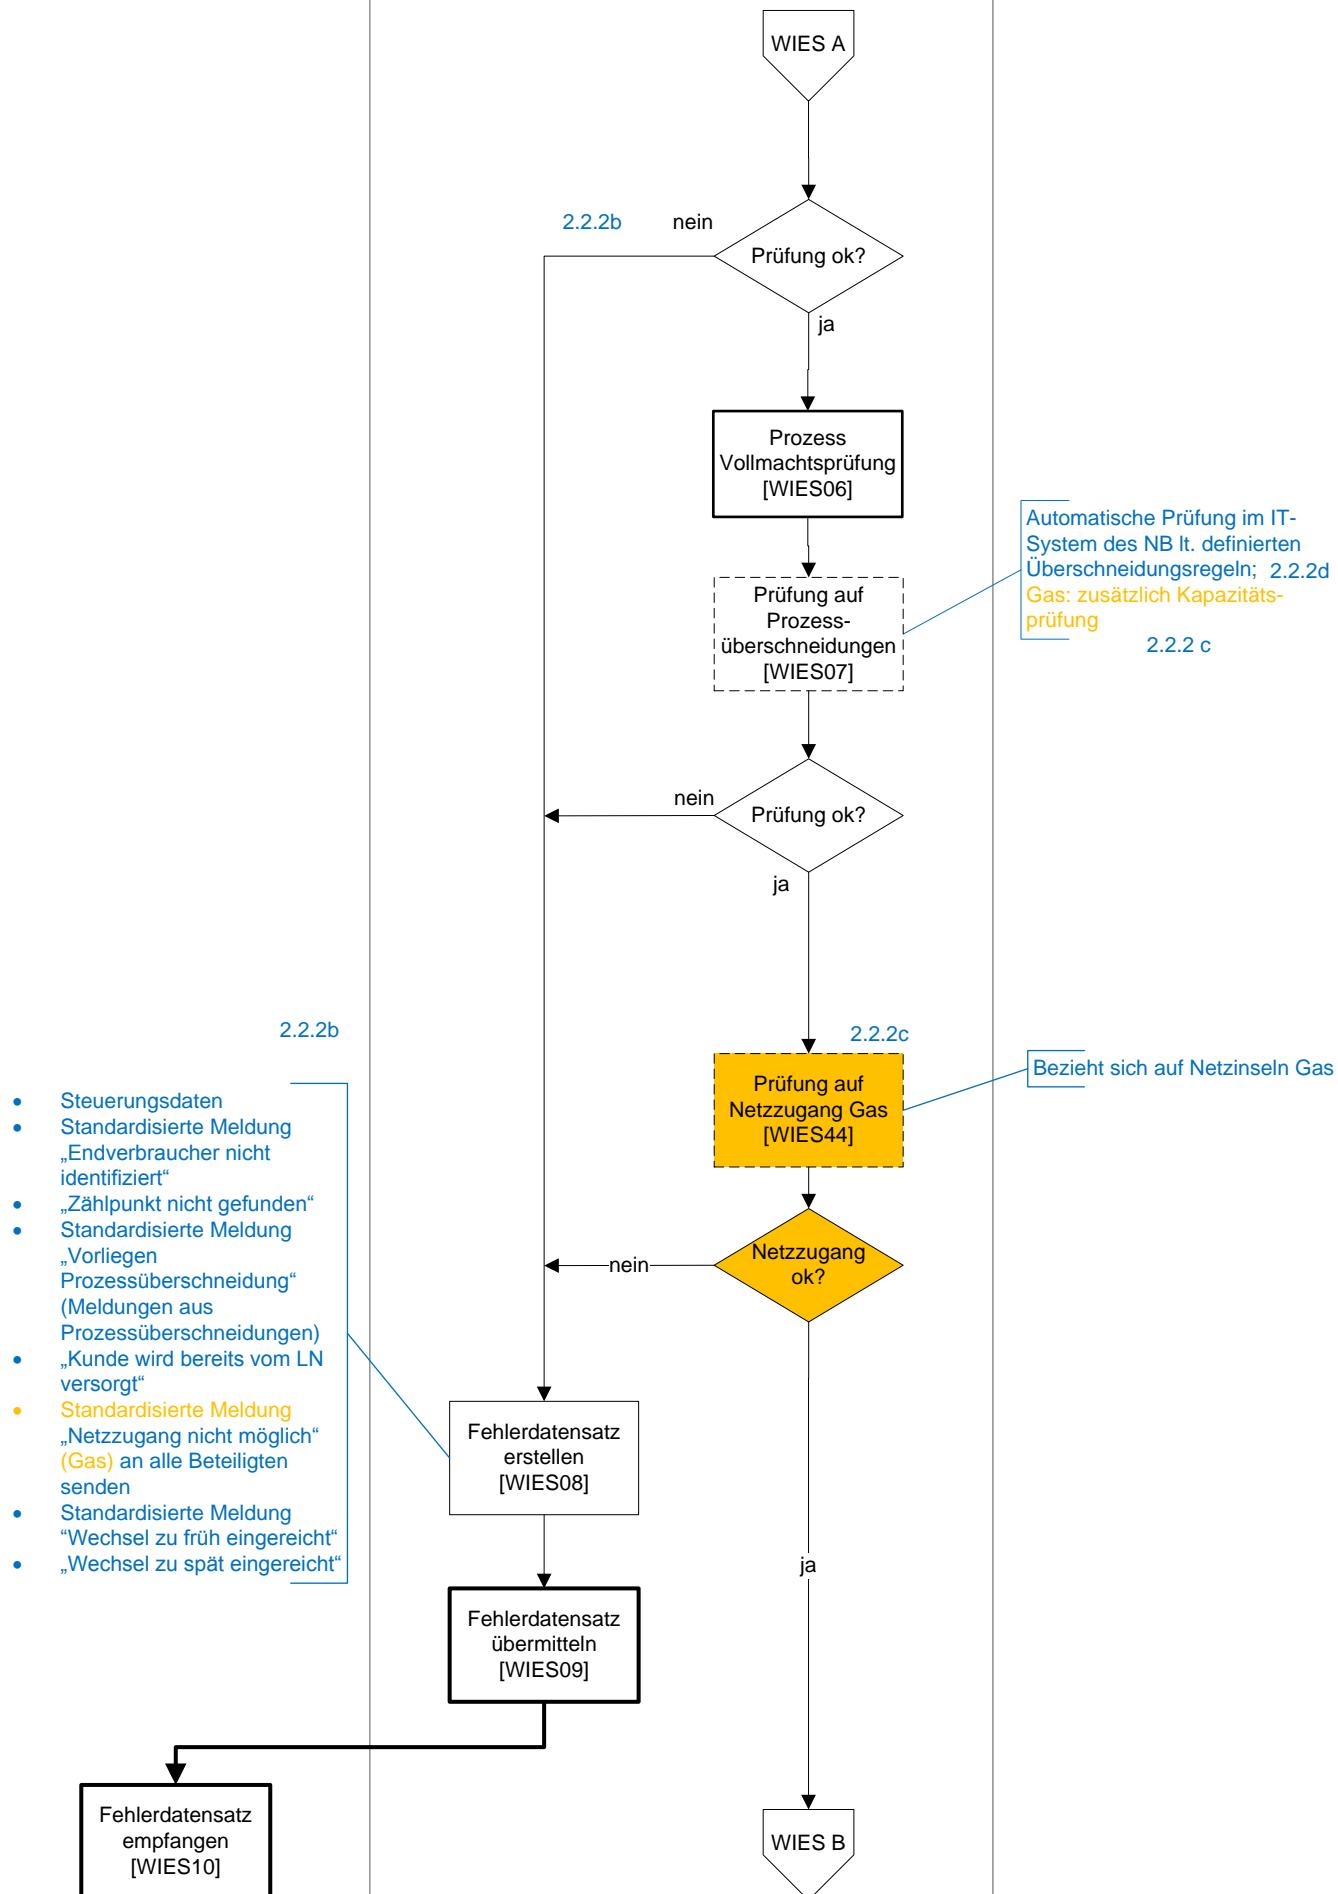 WIES A
2.2.2b
nein
Prüfung ok?
ja
Prozess
Vollmachtsprüfung
[WIES06]
Automatische Prüfung im IT-
System des NB lt. definierten
Überschneidungsregeln; 2.2.2d
Gas: zusätzlich Kapazitäts-
prüfung
2.2.2 c
Prüfung auf
Prozess-
überschneidungen
[WIES07]
nein
Prüfung ok?
ja
2.2.2c
Prüfung auf
Netzzugang Gas
[WIES44]
Bezieht sich auf Netzinseln Gas
nein
Netzzugang
ok?
ja
2.2.2b
• Steuerungsdaten
• Standardisierte Meldung
„Endverbraucher nicht
identifiziert“
• „Zählpunkt nicht gefunden“
• Standardisierte Meldung
„Vorliegen
Prozessüberschneidung“
(Meldungen aus
Prozessüberschneidungen)
• „Kunde wird bereits vom LN
versorgt“
• Standardisierte Meldung
„Netzzugang nicht möglich“
(Gas) an alle Beteiligten
senden
• Standardisierte Meldung
“Wechsel zu früh eingereicht“
• „Wechsel zu spät eingereicht“
Fehlerdatensatz
erstellen
[WIES08]
Fehlerdatensatz
übermitteln
[WIES09]
Fehlerdatensatz
empfangen
[WIES10]
WIES B